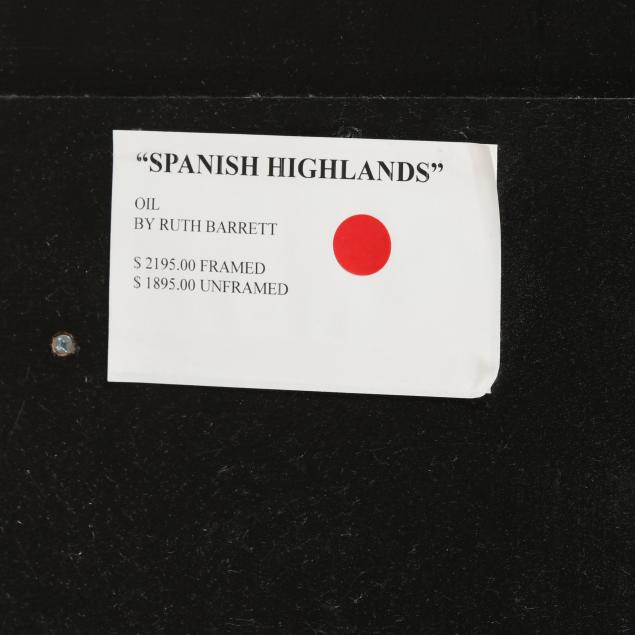 “SPANISH HIGHLANDS”
OIL
BY RUTH BARRETT
$ 2195.00 FRAMED
$ 1895.00 UNFRAMED